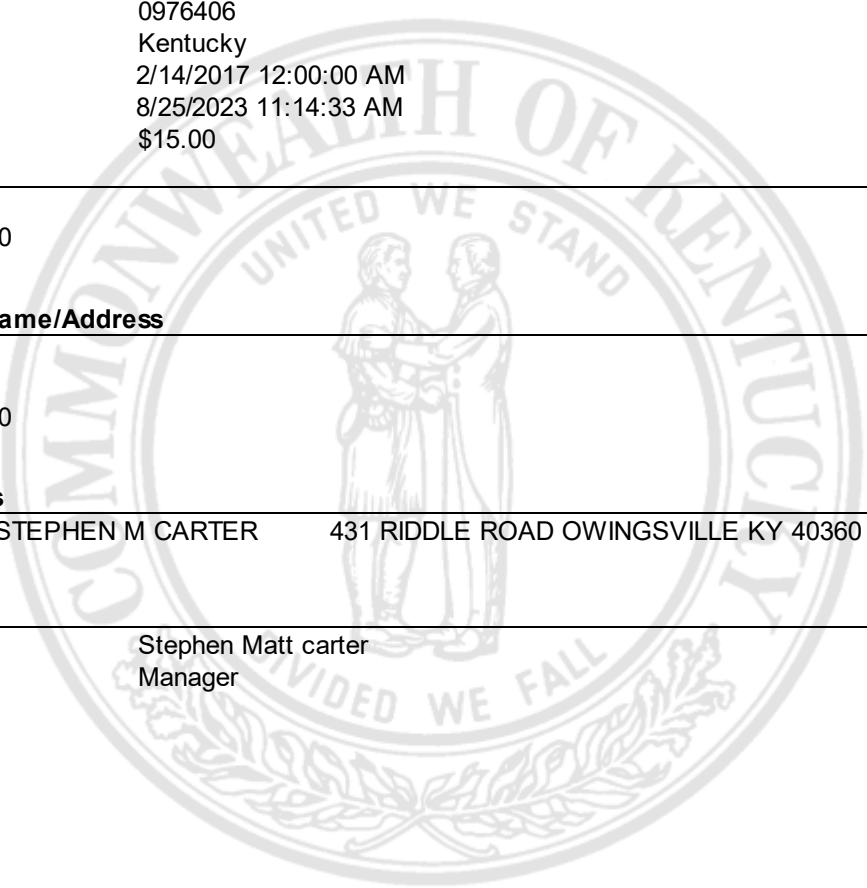 0976406
Kentucky
2/14/2017 12:00:00 AM
8/25/2023 11:14:33 AM
$15.00
COMMONWEALTH OF KENTUCKY
UNITED WE STAND
0
ame/Address
0
s
STEPHEN M CARTER 431 RIDDLE ROAD OWINGSVILLE KY 40360
Stephen Matt carter
Manager
DIVIDED WE FALL